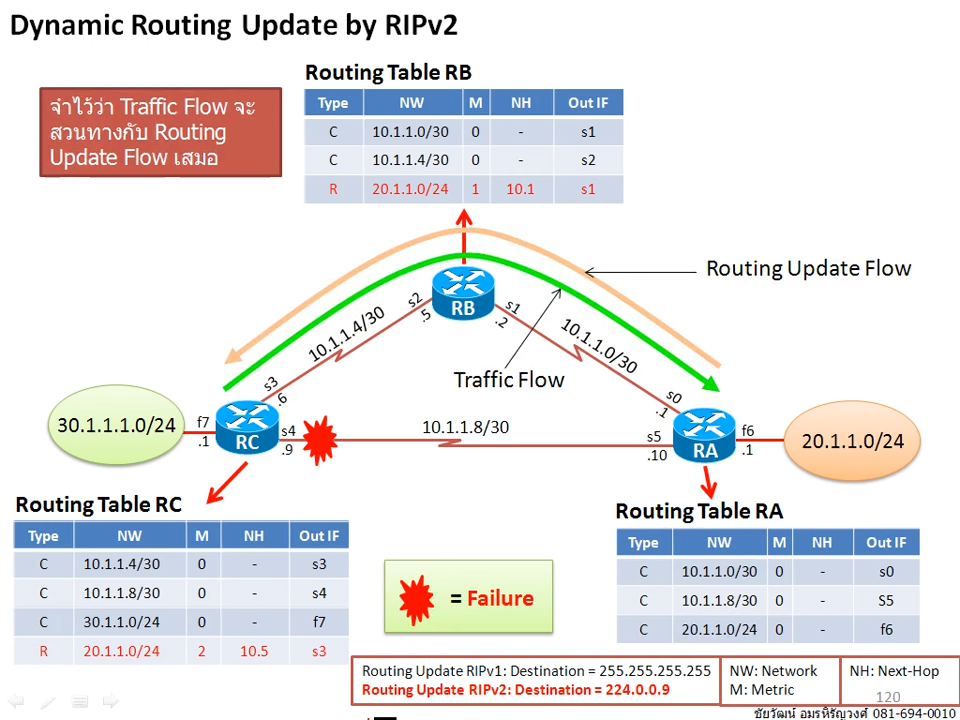 Dynamic Routing Update by RIPv2
จำไว้ว่า Traffic Flow จะ
สวนทางกับ Routing
Update Flow เสมอ
Routing Table RB
Type NW M NH Out IF
C 10.1.1.0/30 0 - s1
C 10.1.1.4/30 0 - s2
R 20.1.1.0/24 1 10.1 s1
Routing Update Flow
RB
s2
.5
s1
.2
10.1.1.4/30
10.1.1.0/30
Traffic Flow
s3
.6
s0
.1
30.1.1.1.0/24
f7
.1
RC
s4
.9
10.1.1.8/30
s5
.10
RA
f6
.1
20.1.1.0/24
Routing Table RC
Type NW M NH Out IF
C 10.1.1.4/30 0 - s3
C 10.1.1.8/30 0 - s4
C 30.1.1.0/24 0 - f7
R 20.1.1.0/24 2 10.5 s3
= Failure
Routing Table RA
Type NW M NH Out IF
C 10.1.1.0/30 0 - s0
C 10.1.1.8/30 0 - S5
C 20.1.1.0/24 0 - f6
Routing Update RIPv1: Destination = 255.255.255.255
Routing Update RIPv2: Destination = 224.0.0.9
NW: Network
M: Metric
NH: Next-Hop
120
ชัยวัฒน์ อมรหิรัญวงศ์ 081-694-0010